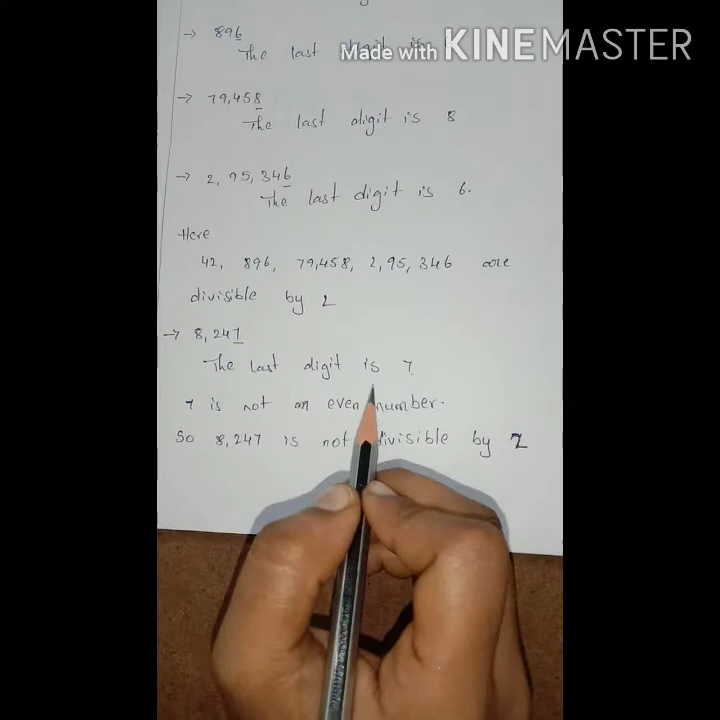 → 896
The last digit is
Made with KINEMASTER
→ 79,458
The last digit is 8
→ 2,95,346
The last digit is 6.
Here
42, 896, 79,458, 2,95,346 are
divisible by 2
→ 8,247
The last digit is 7.
7 is not an even number.
So 8,247 is not divisible by 2